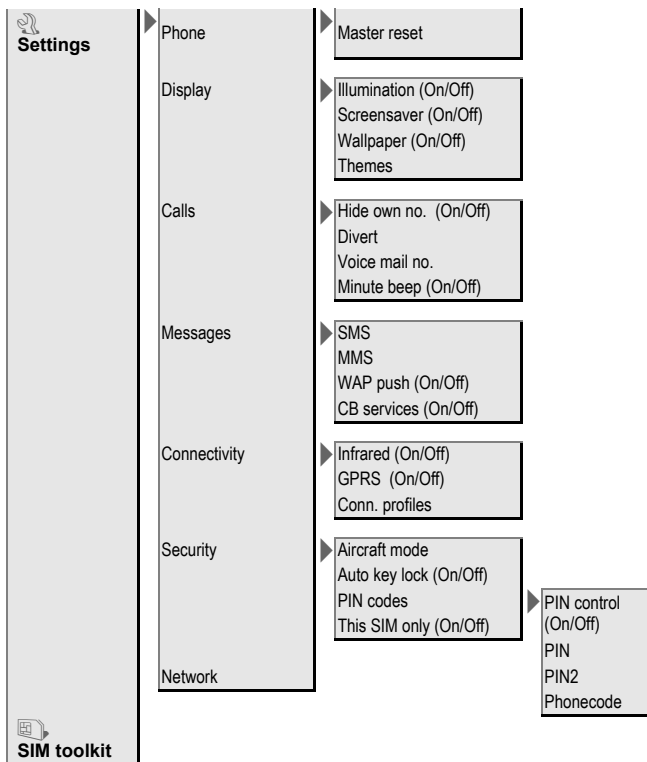 Settings
Phone
Master reset
Display
Illumination (On/Off)
Screensaver (On/Off)
Wallpaper (On/Off)
Themes
Calls
Hide own no. (On/Off)
Divert
Voice mail no.
Minute beep (On/Off)
Messages
SMS
MMS
WAP push (On/Off)
CB services (On/Off)
Connectivity
Infrared (On/Off)
GPRS (On/Off)
Conn. profiles
Security
Aircraft mode
Auto key lock (On/Off)
PIN codes
This SIM only (On/Off)
PIN control
(On/Off)
PIN
PIN2
Phonecode
Network
SIM toolkit